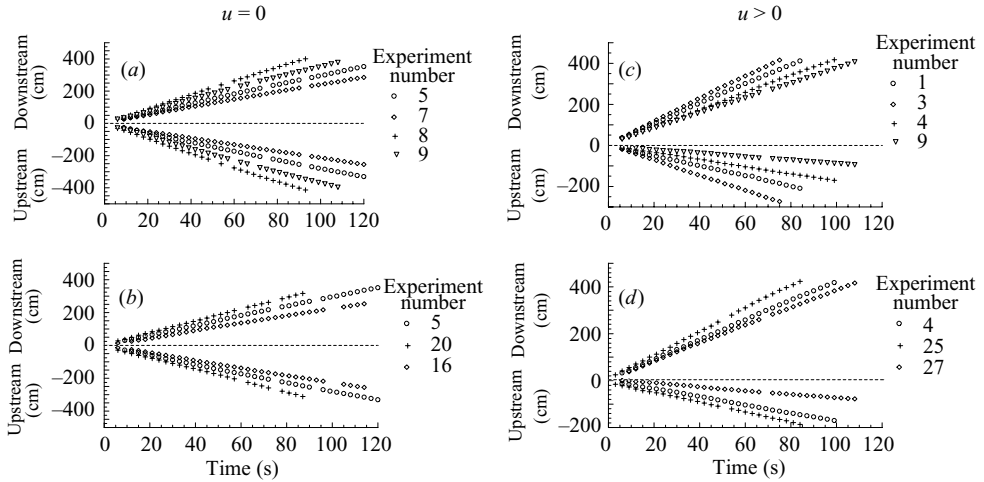 u = 0
u > 0
Upstream Downstream
(cm) (cm)
400
200
0
−200
−400
(a)
Experiment
number
5
7
8
9
0 20 40 60 80 100 120
Upstream Downstream
(cm) (cm)
400
200
0
−200
(c)
Experiment
number
1
3
4
9
0 20 40 60 80 100 120
Upstream Downstream
(cm) (cm)
400
200
0
−200
−400
(b)
Experiment
number
5
20
16
0 20 40 60 80 100 120
Time (s)
Upstream Downstream
(cm) (cm)
400
200
0
−200
(d)
Experiment
number
4
25
27
0 20 40 60 80 100 120
Time (s)